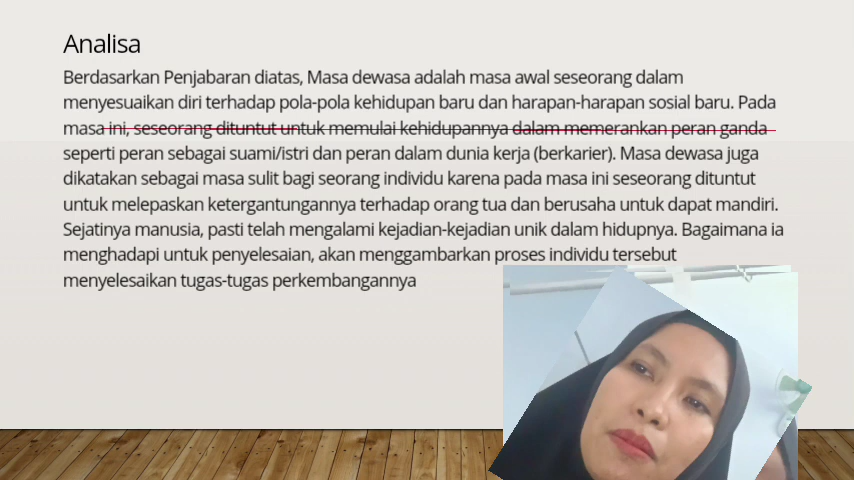 Analisa
Berdasarkan Penjabaran diatas, Masa dewasa adalah masa awal seseorang dalam
menyesuaikan diri terhadap pola-pola kehidupan baru dan harapan-harapan sosial baru. Pada
masa ini, seseorang dituntut untuk memulai kehidupannya dalam memerankan peran ganda
seperti peran sebagai suami/istri dan peran dalam dunia kerja (berkarier). Masa dewasa juga
dikatakan sebagai masa sulit bagi seorang individu karena pada masa ini seseorang dituntut
untuk melepaskan ketergantungannya terhadap orang tua dan berusaha untuk dapat mandiri.
Sejatinya manusia, pasti telah mengalami kejadian-kejadian unik dalam hidupnya. Bagaimana ia
menghadapi untuk penyelesaian, akan menggambarkan proses individu tersebut
menyelesaikan tugas-tugas perkembangannya